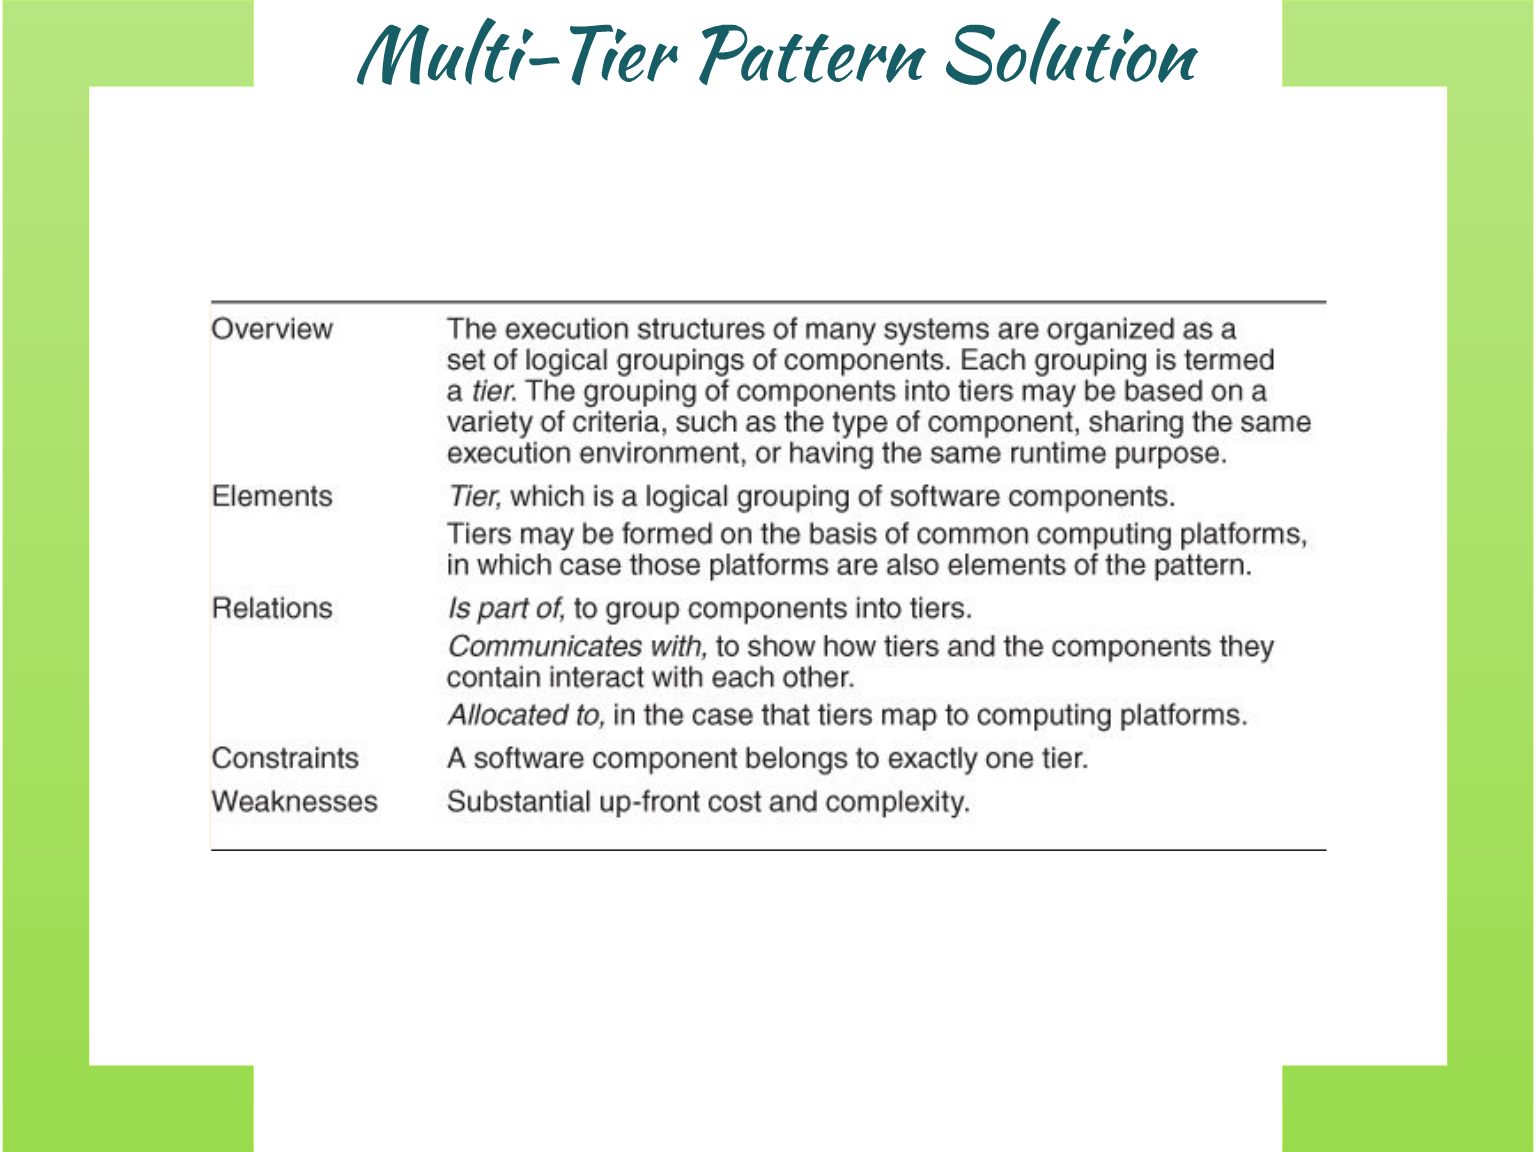 Multi-Tier Pattern Solution
Overview
The execution structures of many systems are organized as a
set of logical groupings of components. Each grouping is termed
a tier. The grouping of components into tiers may be based on a
variety of criteria, such as the type of component, sharing the same
execution environment, or having the same runtime purpose.
Elements
Tier, which is a logical grouping of software components.
Tiers may be formed on the basis of common computing platforms,
in which case those platforms are also elements of the pattern.
Relations
Is part of, to group components into tiers.
Communicates with, to show how tiers and the components they
contain interact with each other.
Allocated to, in the case that tiers map to computing platforms.
Constraints
A software component belongs to exactly one tier.
Weaknesses
Substantial up-front cost and complexity.